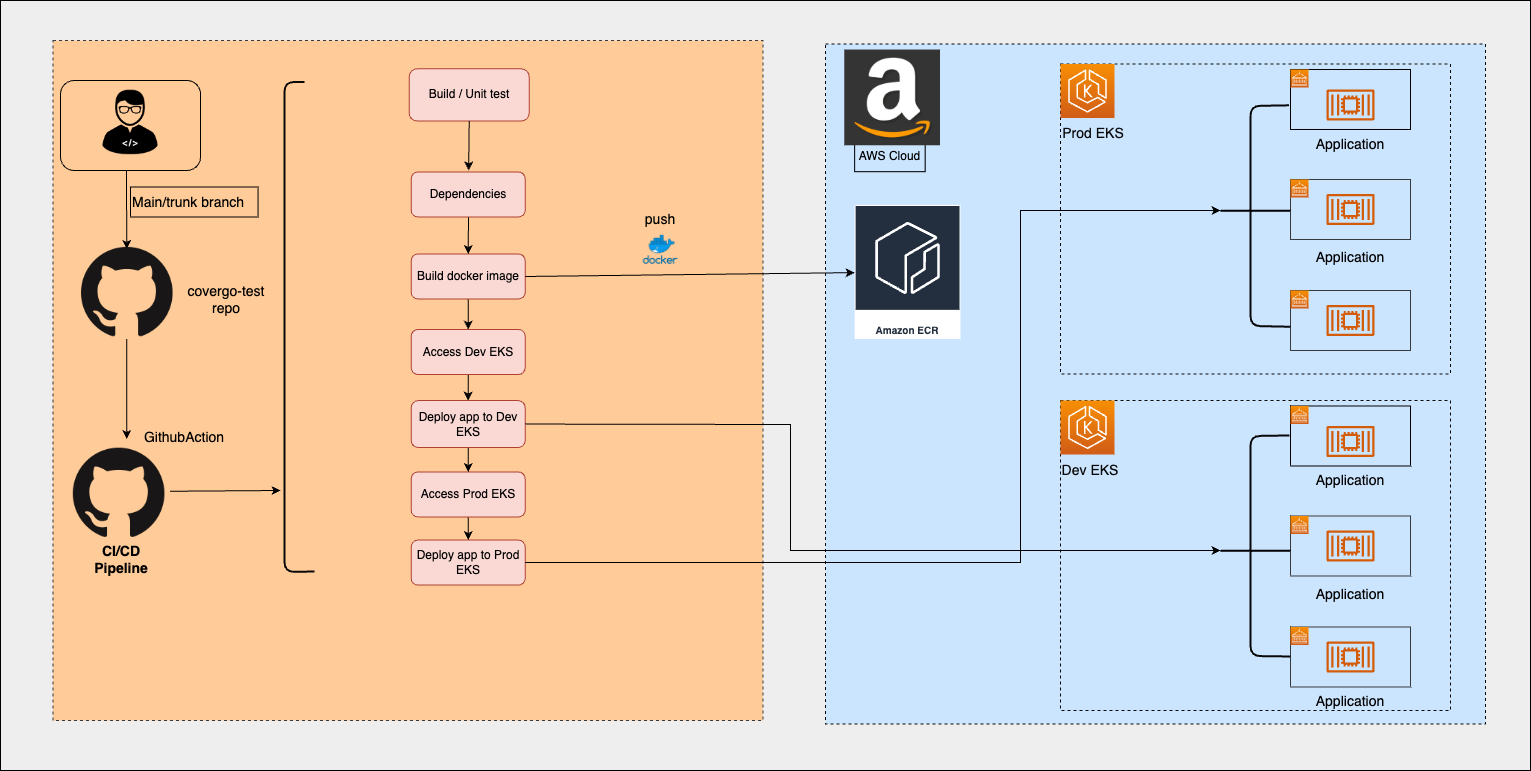 </>
Main/trunk branch
covergo-test
repo
GithubAction
CI/CD
Pipeline
Build / Unit test
Dependencies
Build docker image
Access Dev EKS
Deploy app to Dev
EKS
Access Prod EKS
Deploy app to Prod
EKS
push
docker
a
AWS Cloud
Amazon ECR
K
Prod EKS
Application
Application
K
Dev EKS
Application
Application
Application